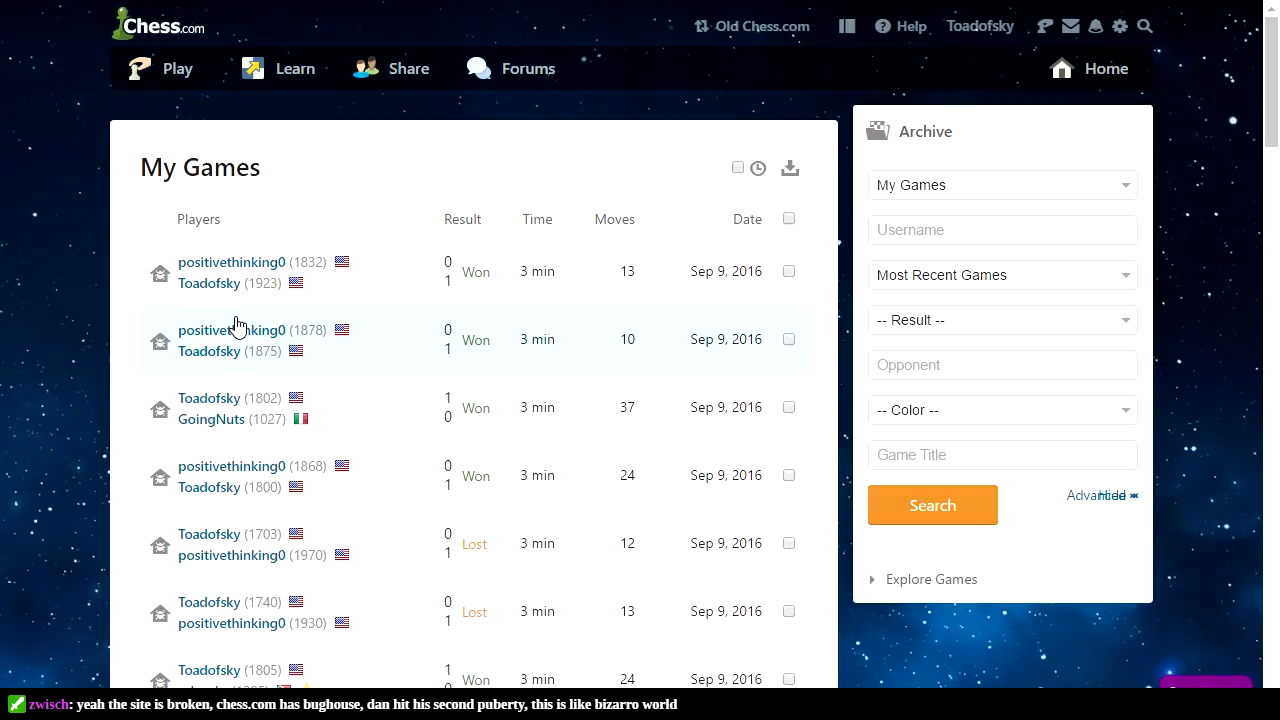 Chess.com
Old Chess.com
Help
Toadofsky
Play
Learn
Share
Forums
Home
My Games
Players Result Time Moves Date
positivethinking0 (1832) 0
Won 3 min 13 Sep 9, 2016
Toadofsky (1923) 1
positivethinking0 (1878) 0
Won 3 min 10 Sep 9, 2016
Toadofsky (1875) 1
Toadofsky (1802) 1
Won 3 min 37 Sep 9, 2016
GoingNuts (1027) 0
positivethinking0 (1868) 0
Won 3 min 24 Sep 9, 2016
Toadofsky (1800) 1
Toadofsky (1703) 0
Lost 3 min 12 Sep 9, 2016
positivethinking0 (1970) 1
Toadofsky (1740) 0
Lost 3 min 13 Sep 9, 2016
positivethinking0 (1930) 1
Toadofsky (1805) 1
Won 3 min 24 Sep 9, 2016
Archive
My Games
Username
Most Recent Games
-- Result --
Opponent
-- Color --
Game Title
Search
Explore Games
zwisch: yeah the site is broken, chess.com has bughouse, dan hit his second puberty, this is like bizarro world